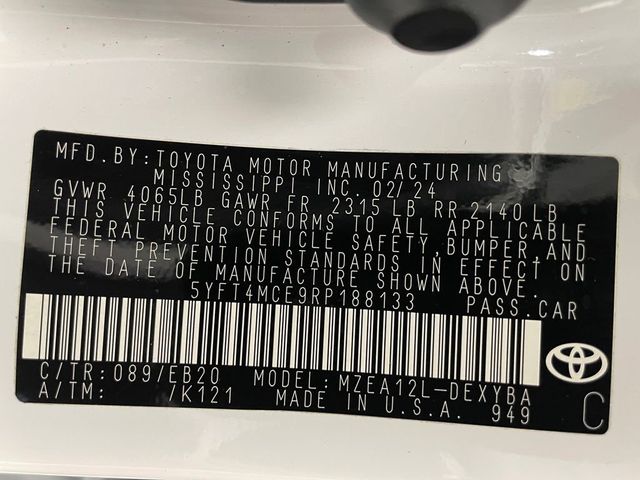 MFD.BY:TOYOTA MOTOR MANUFACTURING
MISSISSIPPI INC. 02/24
GVWR 4065LB GAWR FR 2315 LB RR 2140LB
THIS VEHICLE CONFORMS TO ALL APPLICABLE
FEDERAL MOTOR VEHICLE SAFETY, BUMPER, AND
THEFT PREVENTION STANDARDS IN EFFECT ON
THE DATE OF MANUFACTURE SHOWN ABOVE.
5YFT4MCE9RP188133 PASS.CAR
C/TR: 089/EB20 MODEL: MZEA12L-DEXYBA
A/TM: /K121 MADE IN U.S.A. 949
C